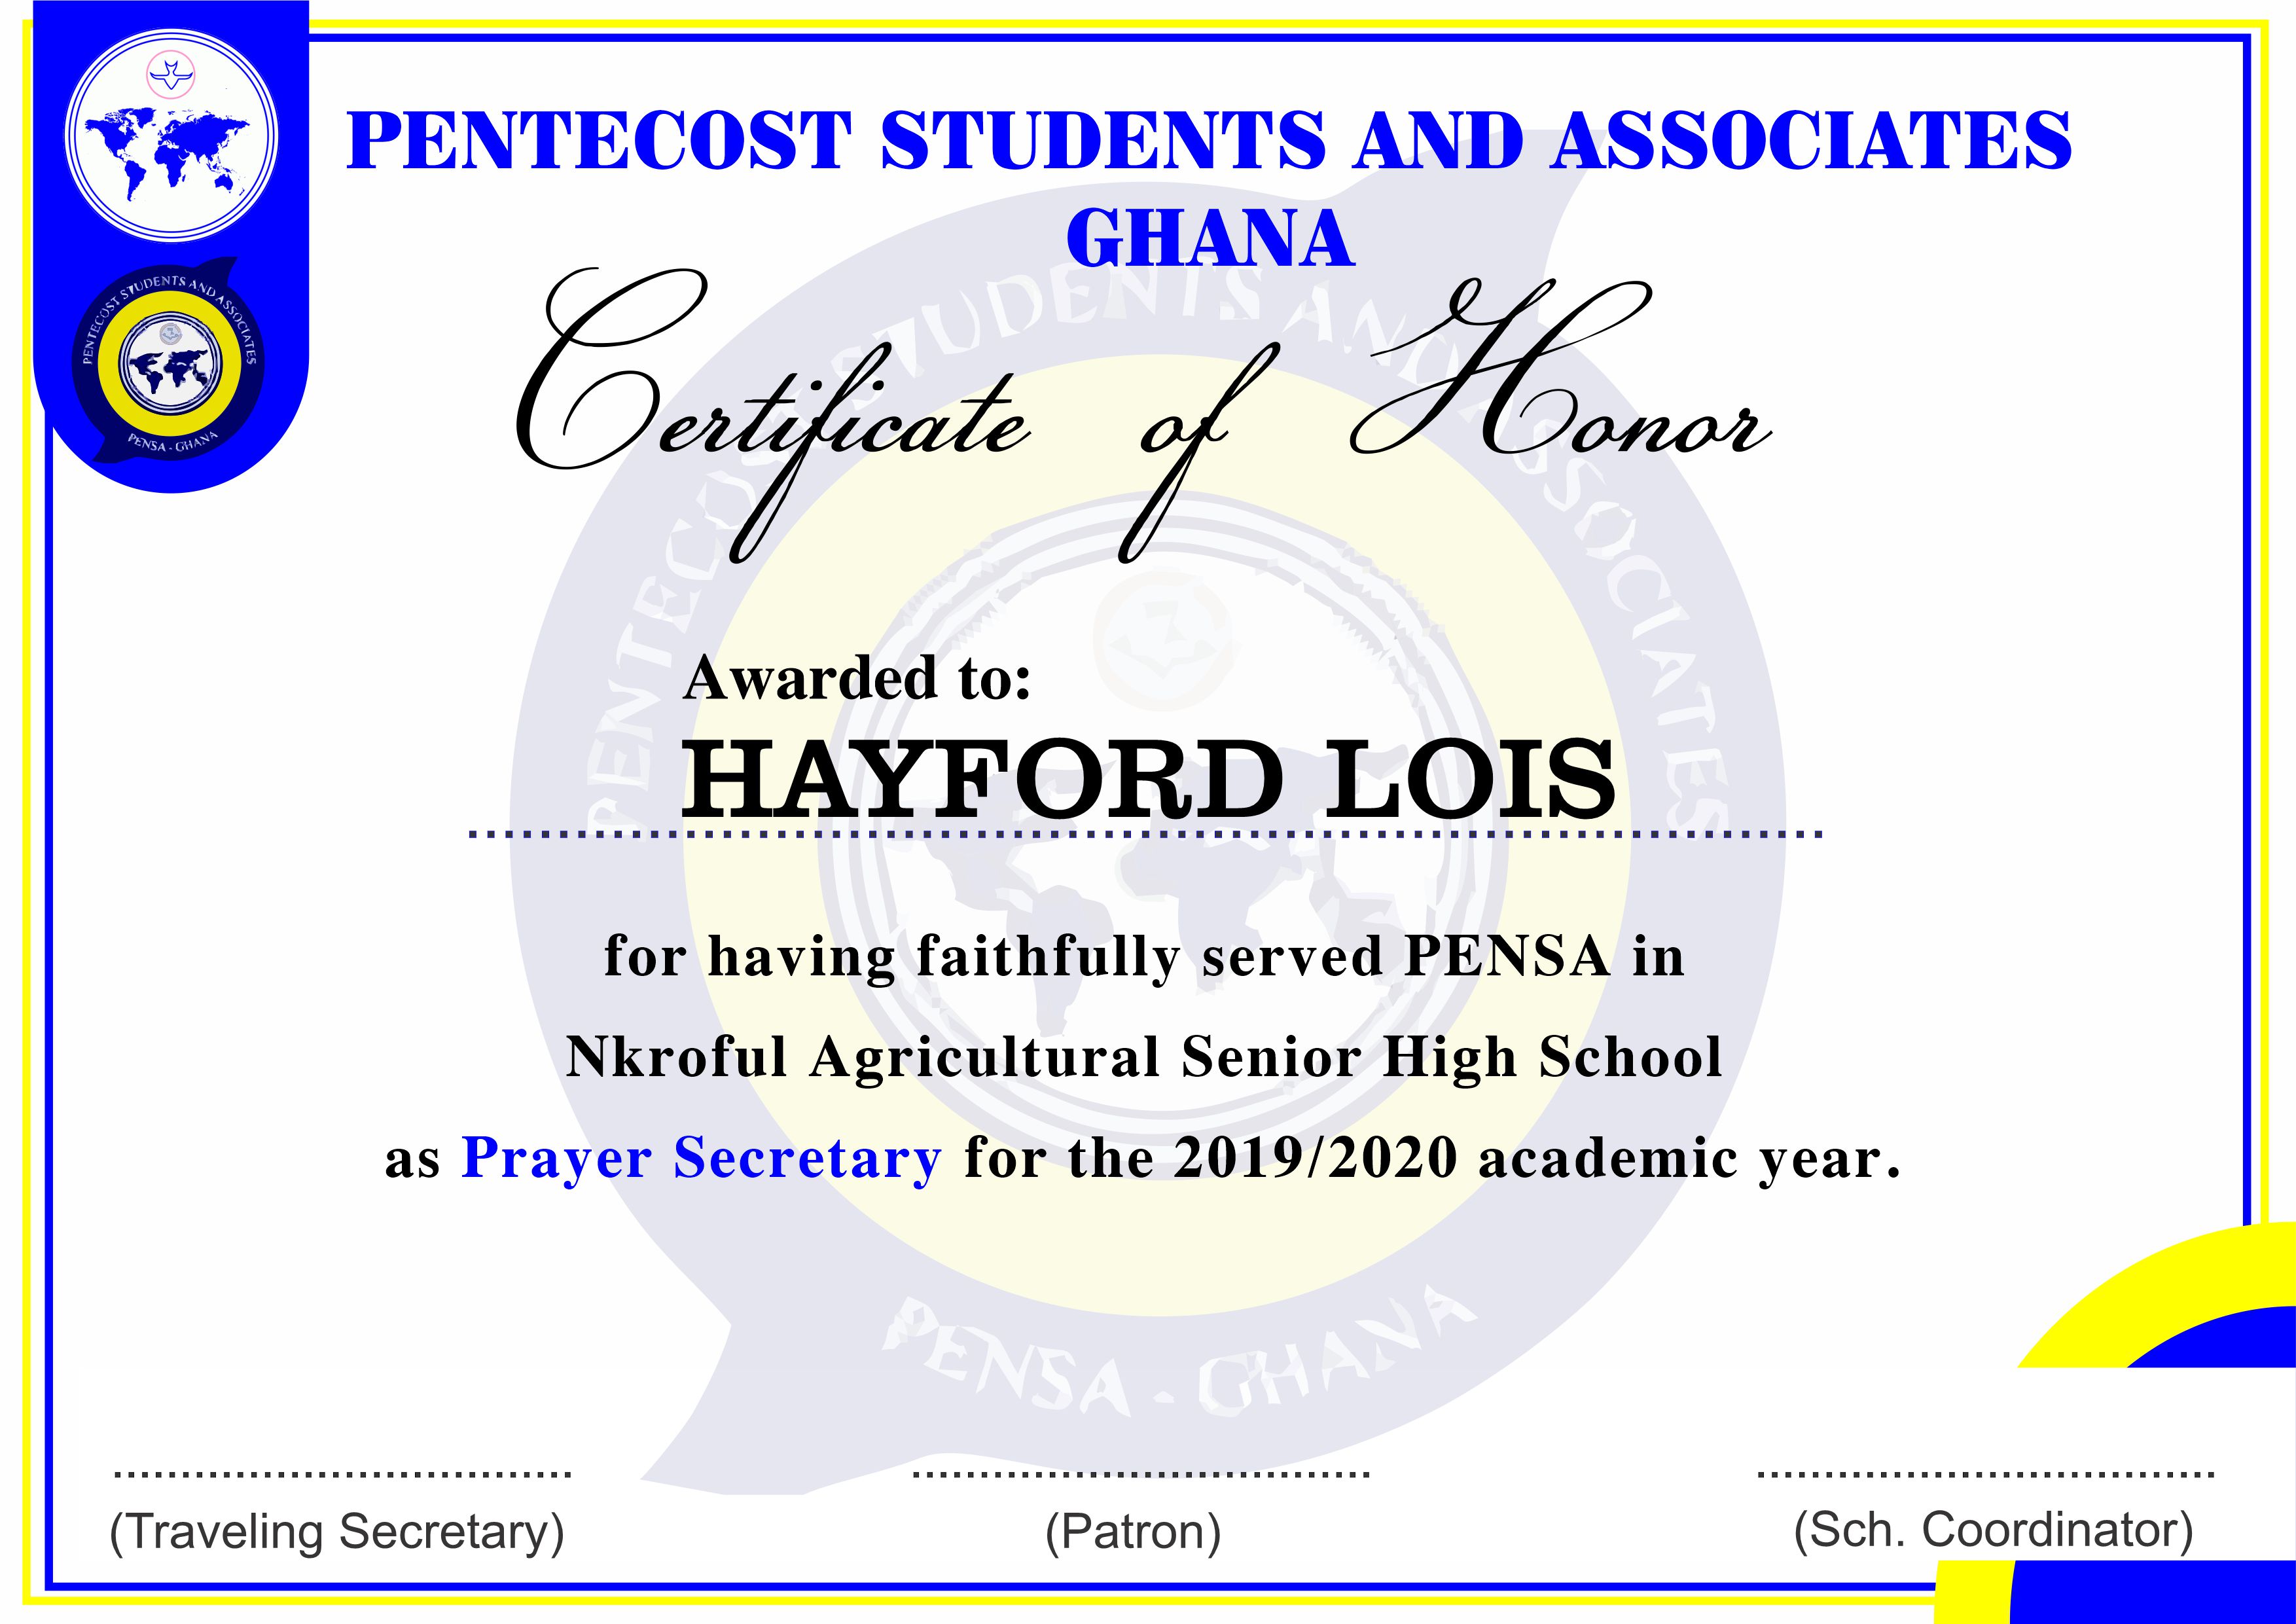 PENTECOST STUDENTS AND ASSOCIATES
GHANA
PENTECOST STUDENTS AND ASSOCIATES
PENSA - GHANA
Certificate of Honor
PENTECOST STUDENTS AND ASSOCIATES
Awarded to:
HAYFORD LOIS
for having faithfully served PENSA in
Nkroful Agricultural Senior High School
as Prayer Secretary for the 2019/2020 academic year.
PENSA - GHANA
(Traveling Secretary)
(Patron)
(Sch. Coordinator)